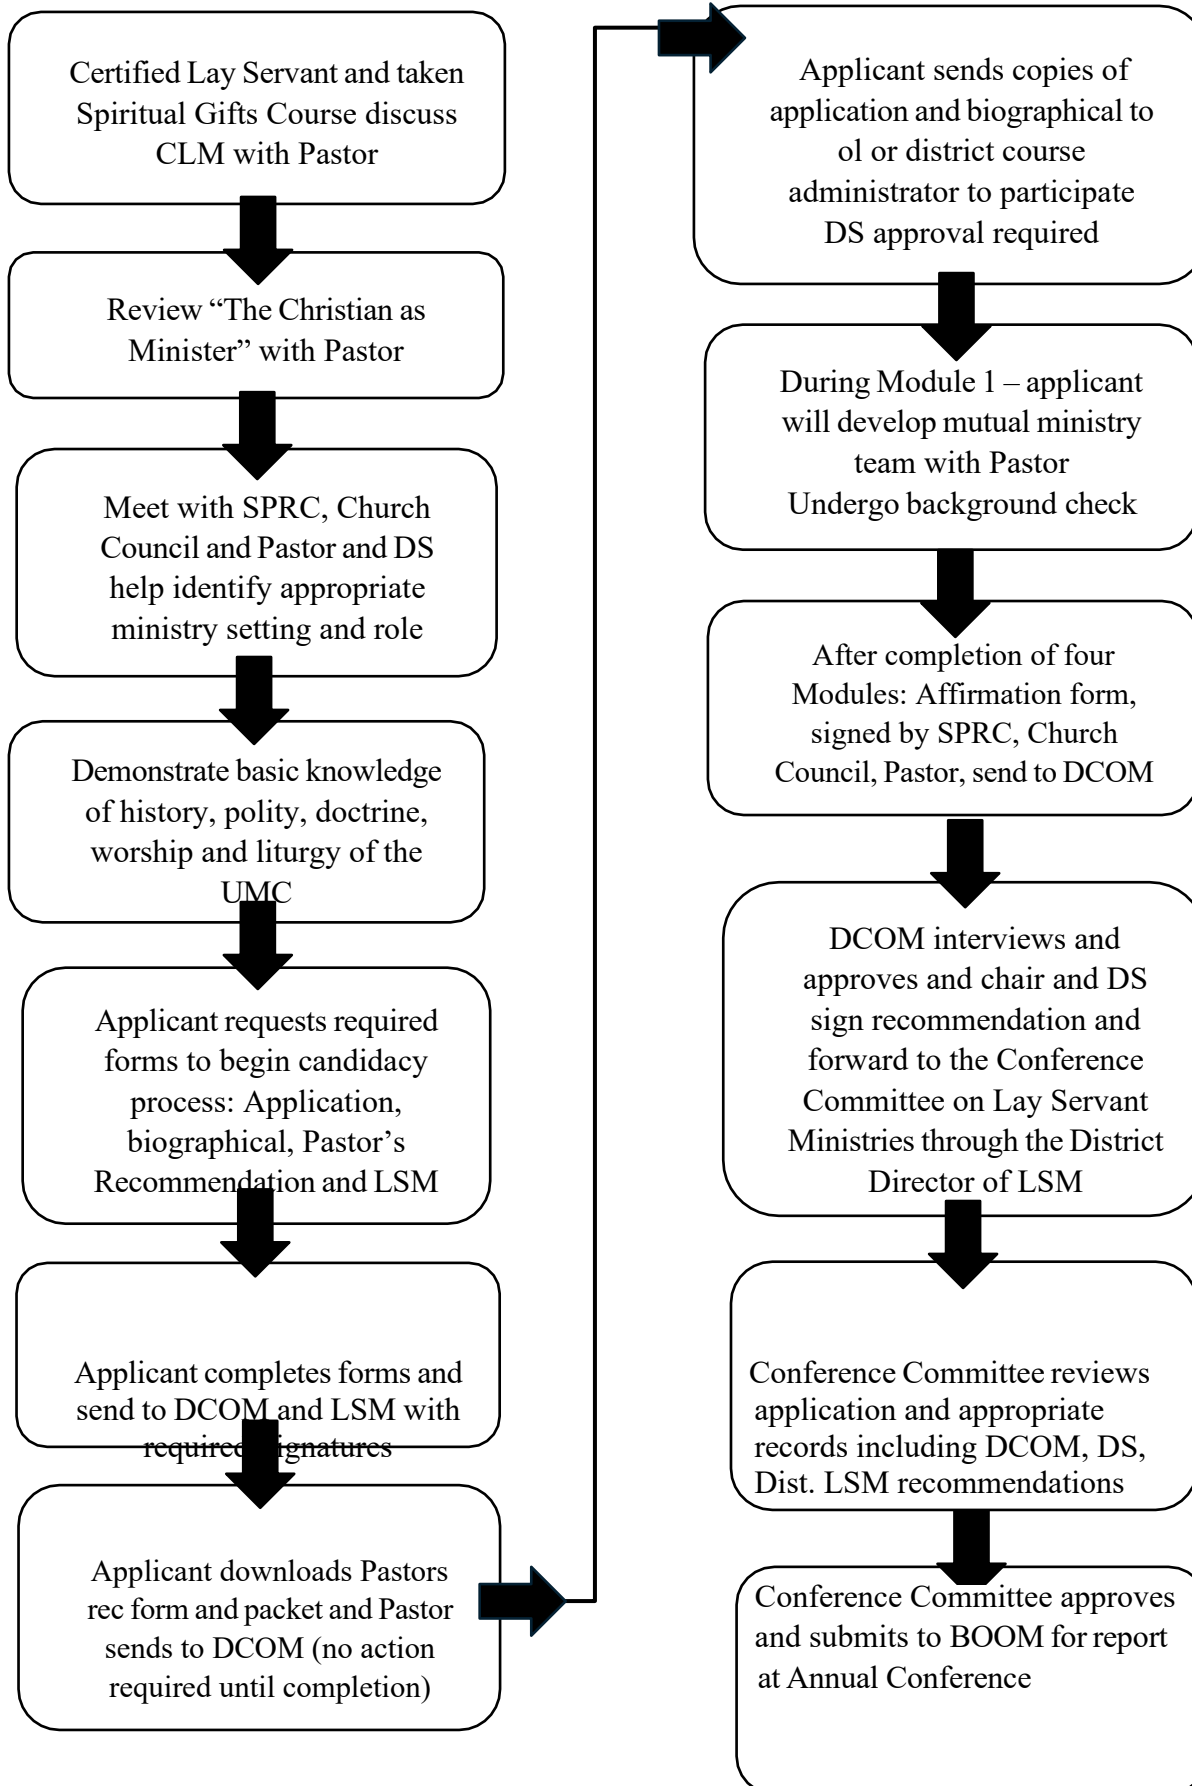 Certified Lay Servant and taken
Spiritual Gifts Course discuss
CLM with Pastor
Review “The Christian as
Minister” with Pastor
Meet with SPRC, Church
Council and Pastor and DS
help identify appropriate
ministry setting and role
Demonstrate basic knowledge
of history, polity, doctrine,
worship and liturgy of the
UMC
Applicant requests required
forms to begin candidacy
process: Application,
biographical, Pastor’s
Recommendation and LSM
Applicant completes forms and
send to DCOM and LSM with
required signatures
Applicant downloads Pastors
rec form and packet and Pastor
sends to DCOM (no action
required until completion)
Applicant sends copies of
application and biographical to
ol or district course
administrator to participate
DS approval required
During Module 1 – applicant
will develop mutual ministry
team with Pastor
Undergo background check
After completion of four
Modules: Affirmation form,
signed by SPRC, Church
Council, Pastor, send to DCOM
DCOM interviews and
approves and chair and DS
sign recommendation and
forward to the Conference
Committee on Lay Servant
Ministries through the District
Director of LSM
Conference Committee reviews
application and appropriate
records including DCOM, DS,
Dist. LSM recommendations
Conference Committee approves
and submits to BOOM for report
at Annual Conference